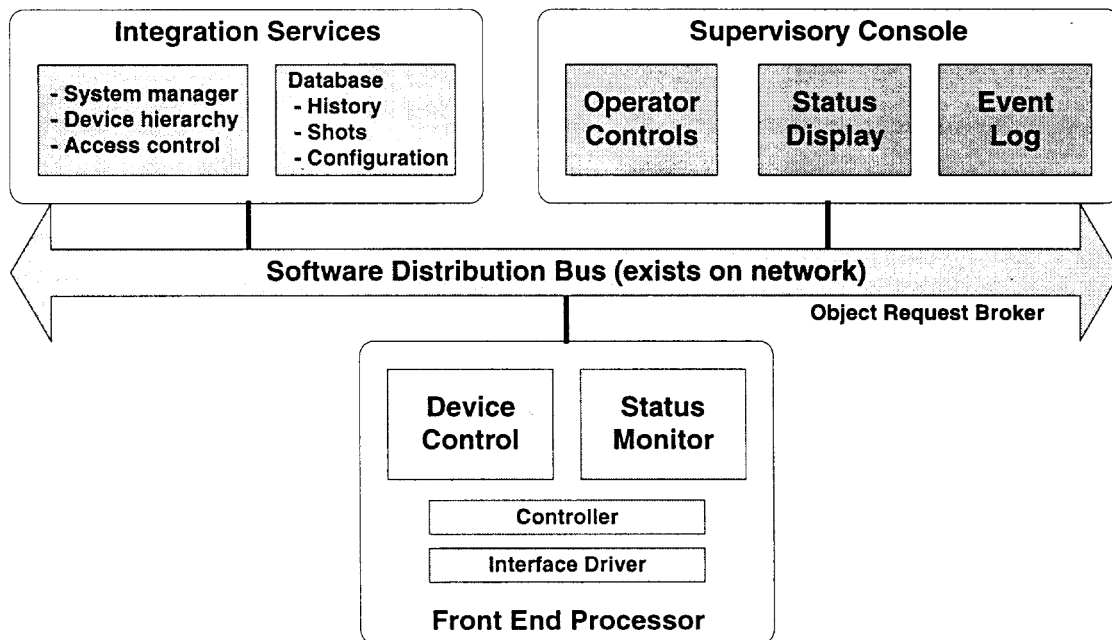 Integration Services
- System manager
- Device hierarchy
- Access control
Database
- History
- Shots
- Configuration
Supervisory Console
Operator
Controls
Status
Display
Event
Log
Software Distribution Bus (exists on network)
Object Request Broker
Device
Control
Status
Monitor
Controller
Interface Driver
Front End Processor